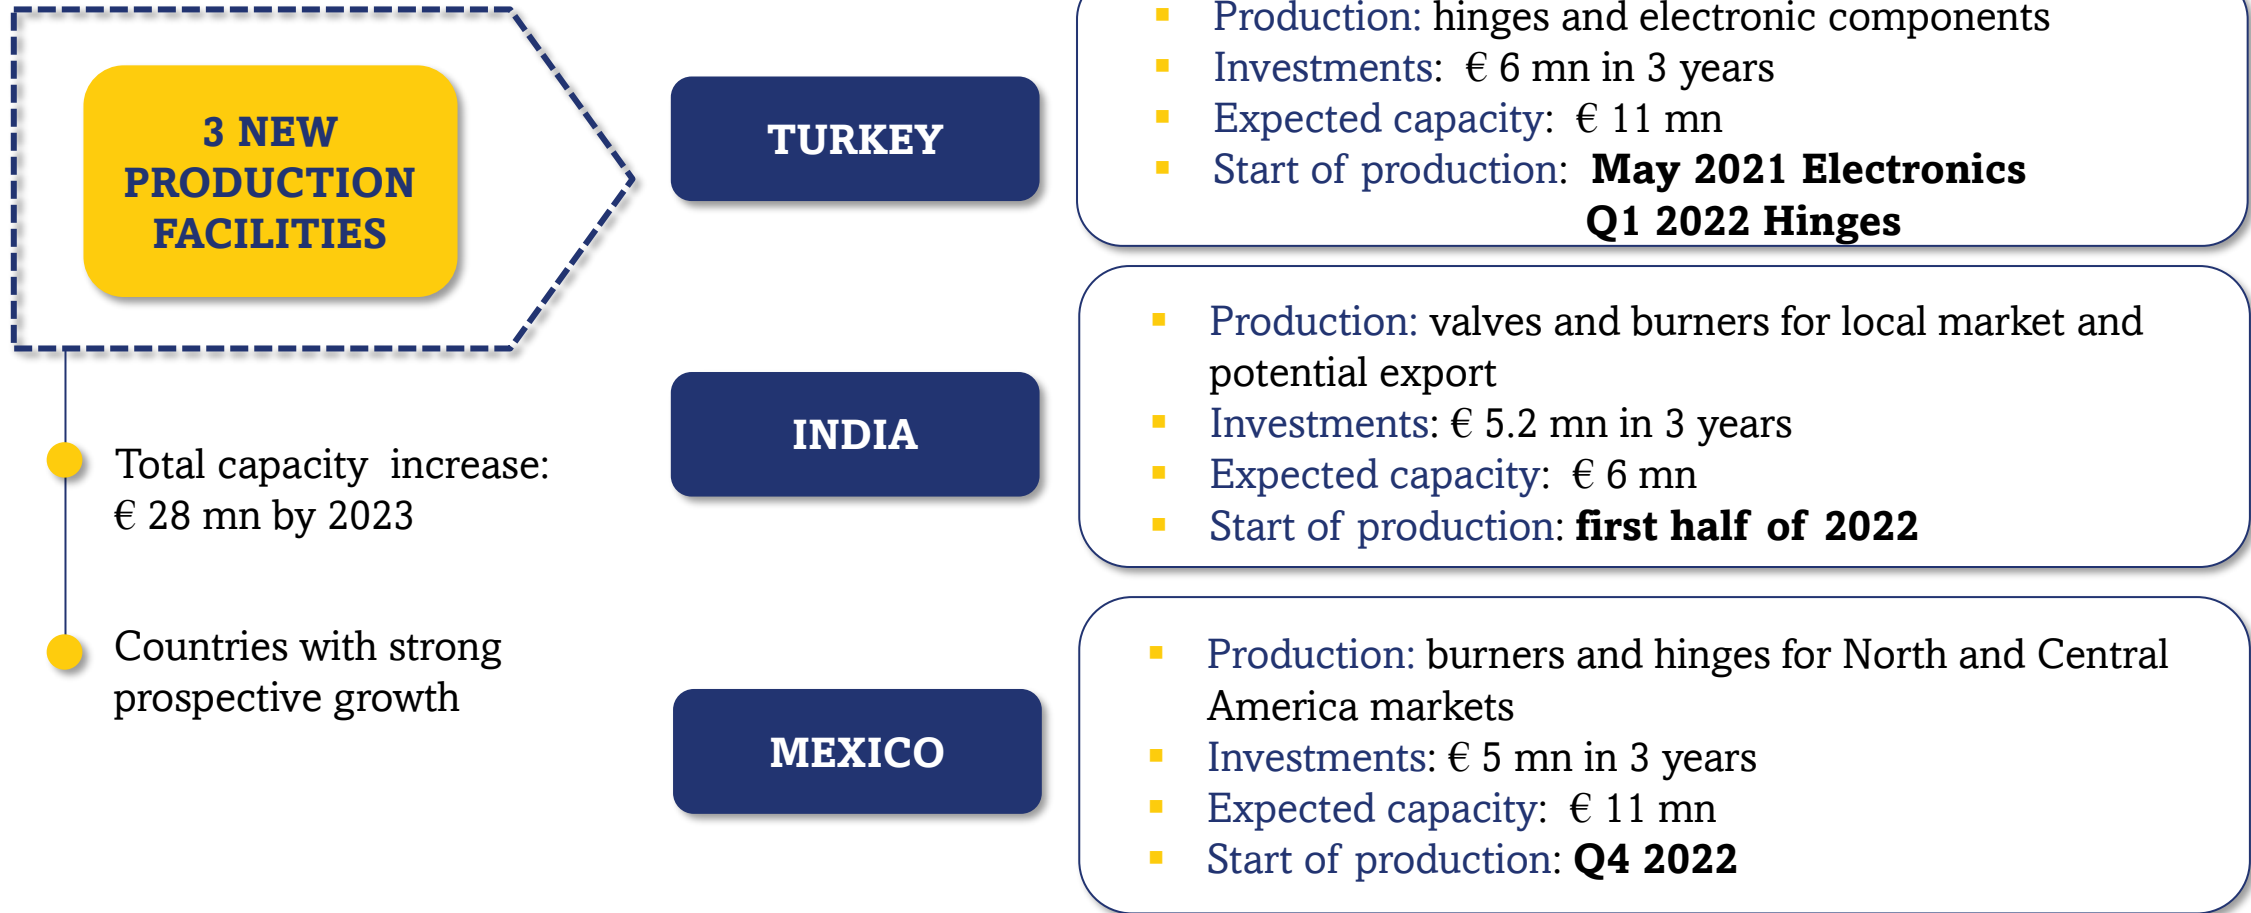 3 NEW
PRODUCTION
FACILITIES
Total capacity increase:
€ 28 mn by 2023
Countries with strong
prospective growth
TURKEY
▪ Production: hinges and electronic components
▪ Investments: € 6 mn in 3 years
▪ Expected capacity: € 11 mn
▪ Start of production: May 2021 Electronics
Q1 2022 Hinges
INDIA
▪ Production: valves and burners for local market and
potential export
▪ Investments: € 5.2 mn in 3 years
▪ Expected capacity: € 6 mn
▪ Start of production: first half of 2022
MEXICO
▪ Production: burners and hinges for North and Central
America markets
▪ Investments: € 5 mn in 3 years
▪ Expected capacity: € 11 mn
▪ Start of production: Q4 2022